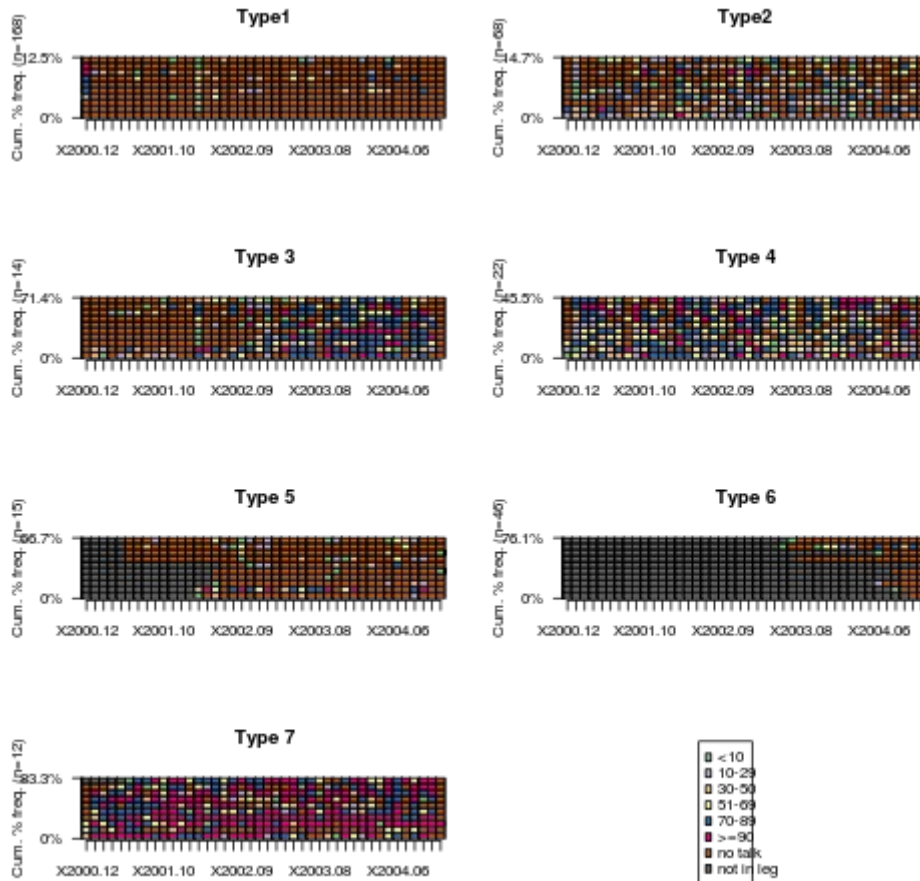 Type1
Cum. % freq. (n=168)
12.5%
0%
X2000.12 X2001.10 X2002.09 X2003.08 X2004.06
Type2
Cum. % freq. (n=68)
14.7%
0%
X2000.12 X2001.10 X2002.09 X2003.08 X2004.06
Type 3
Cum. % freq. (n=14)
71.4%
0%
X2000.12 X2001.10 X2002.09 X2003.08 X2004.06
Type 4
Cum. % freq. (n=22)
45.5%
0%
X2000.12 X2001.10 X2002.09 X2003.08 X2004.06
Type 5
Cum. % freq. (n=15)
66.7%
0%
X2000.12 X2001.10 X2002.09 X2003.08 X2004.06
Type 6
Cum. % freq. (n=46)
76.1%
0%
X2000.12 X2001.10 X2002.09 X2003.08 X2004.06
Type 7
Cum. % freq. (n=12)
83.3%
0%
X2000.12 X2001.10 X2002.09 X2003.08 X2004.06
<10
10-29
30-50
51-69
70-89
>=90
no talk
not in leg